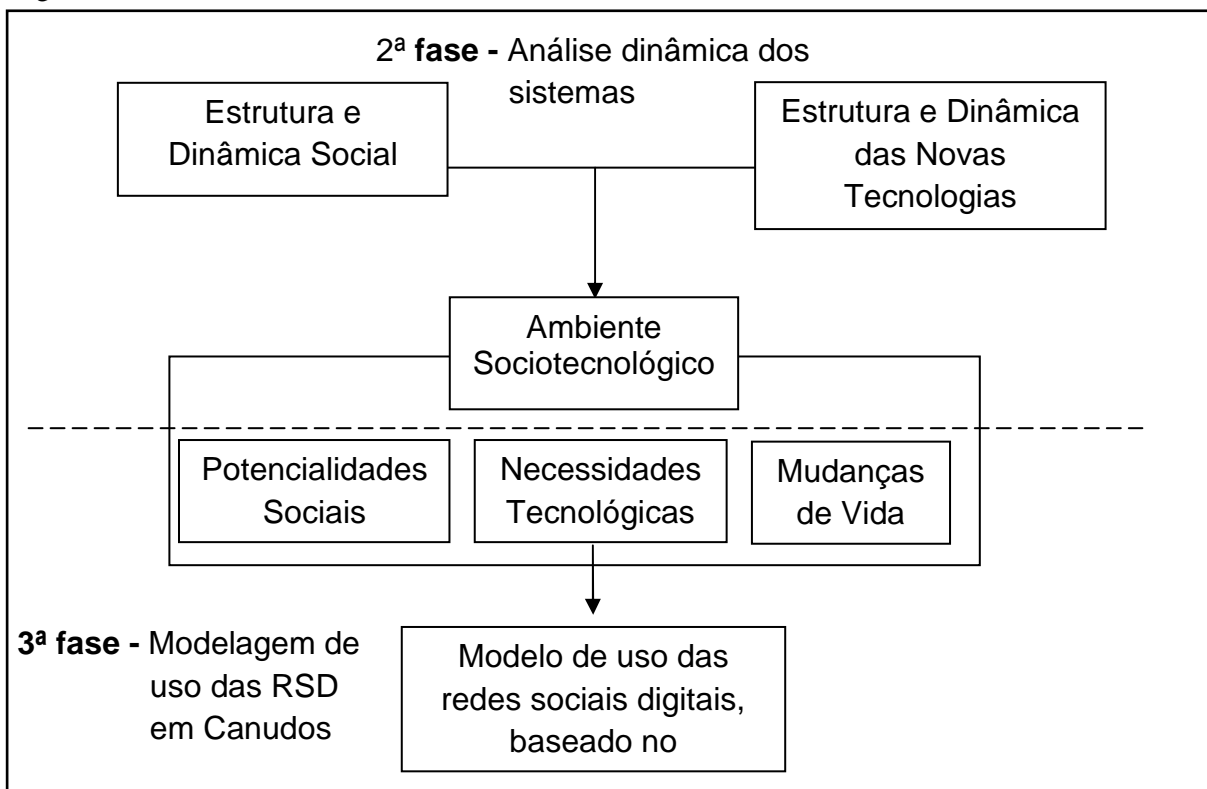 2ª fase - Análise dinâmica dos
sistemas
Estrutura e
Dinâmica Social
Estrutura e Dinâmica
das Novas
Tecnologias
Ambiente
Sociotecnológico
Potencialidades
Sociais
Necessidades
Tecnológicas
Mudanças
de Vida
3ª fase - Modelagem de
uso das RSD
em Canudos
Modelo de uso das
redes sociais digitais,
baseado no